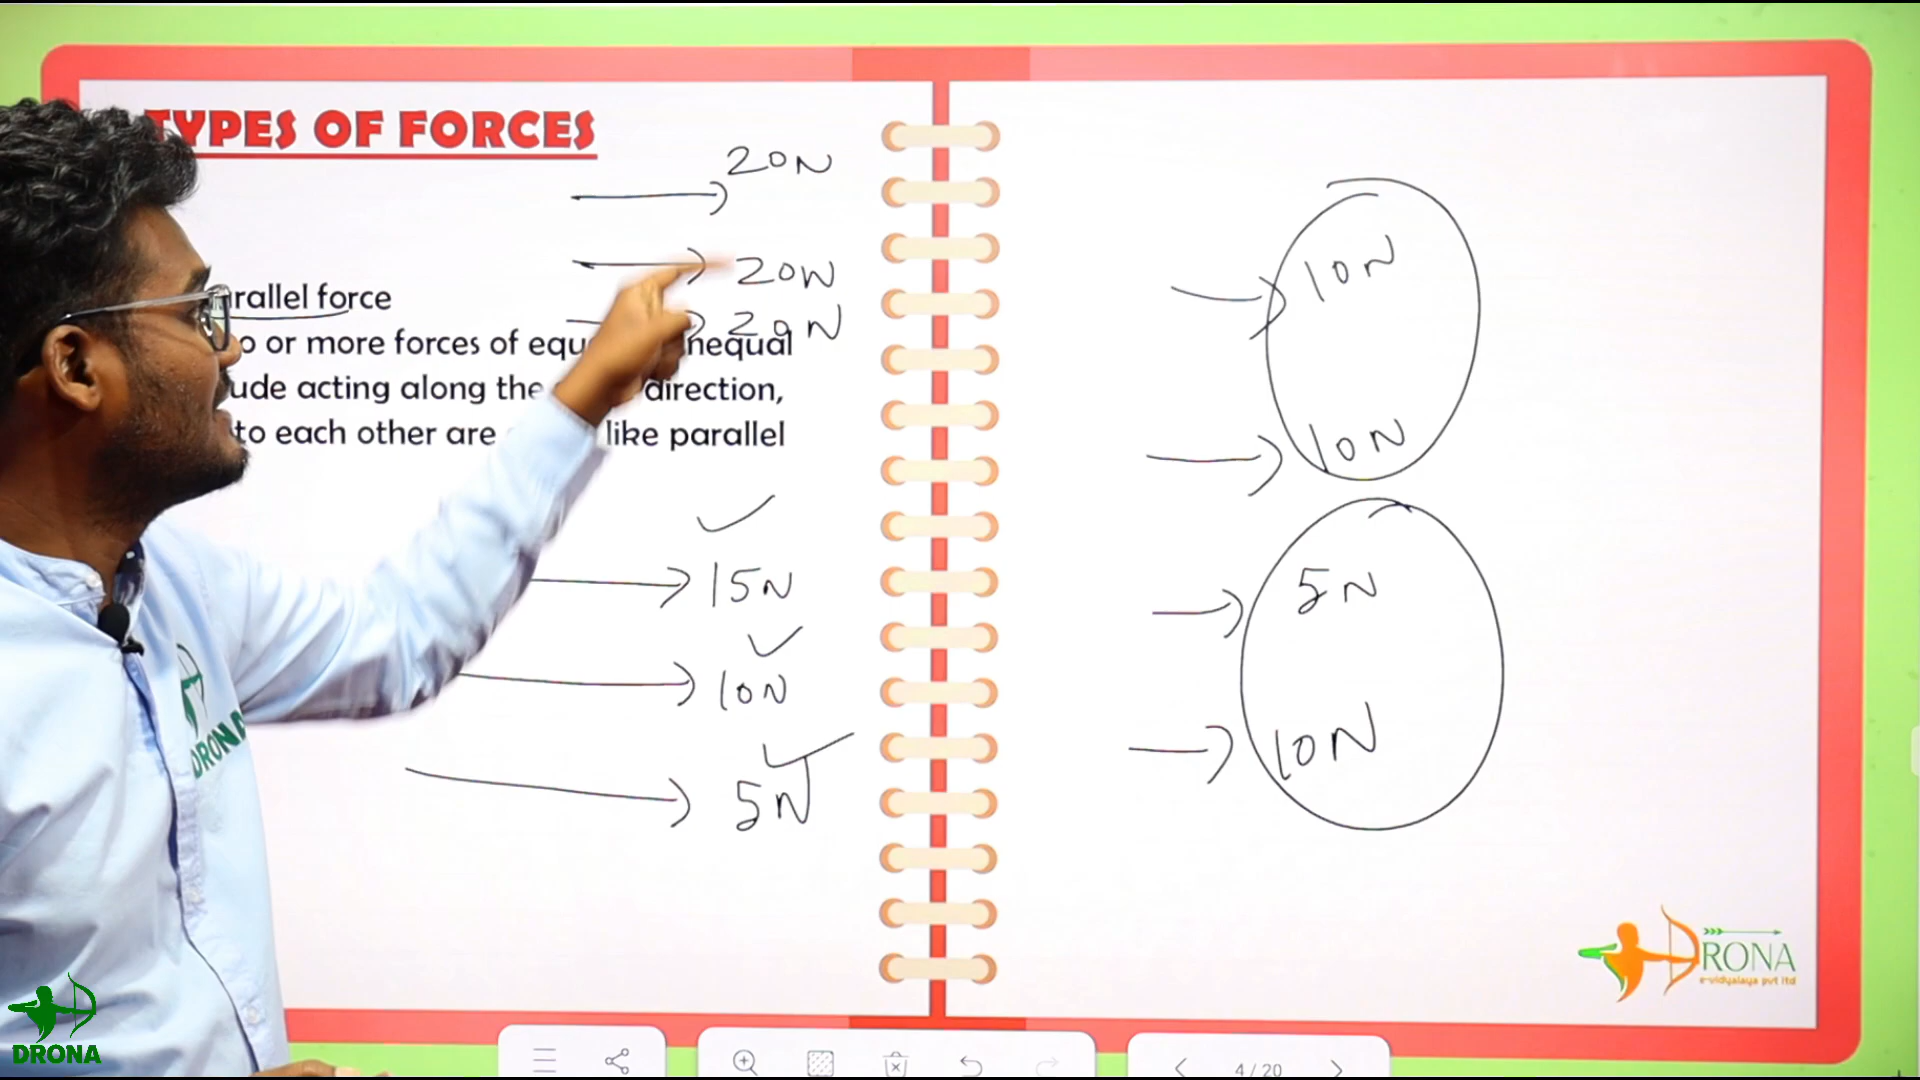 TYPES OF FORCES
20N
20N
rallel force
20N
o or more forces of equ nequal
ude acting along the direction,
to each other are like parallel
15N
10N
5N
10N
10N
5N
10N
DRONA
RONA
e-vidyalaya pvt ltd
DRONA
4/20